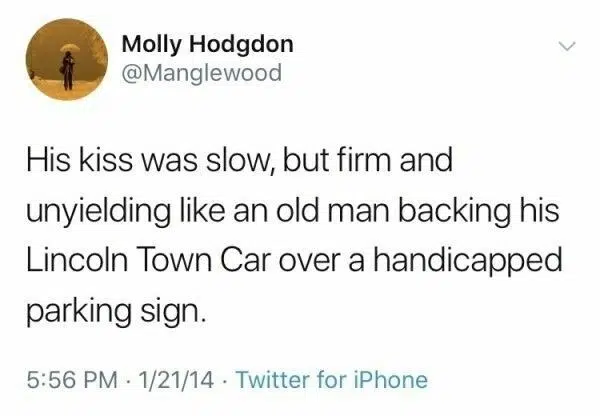 Molly Hodgdon
@Manglewood
His kiss was slow, but firm and
unyielding like an old man backing his
Lincoln Town Car over a handicapped
parking sign.
5:56 PM · 1/21/14 · Twitter for iPhone